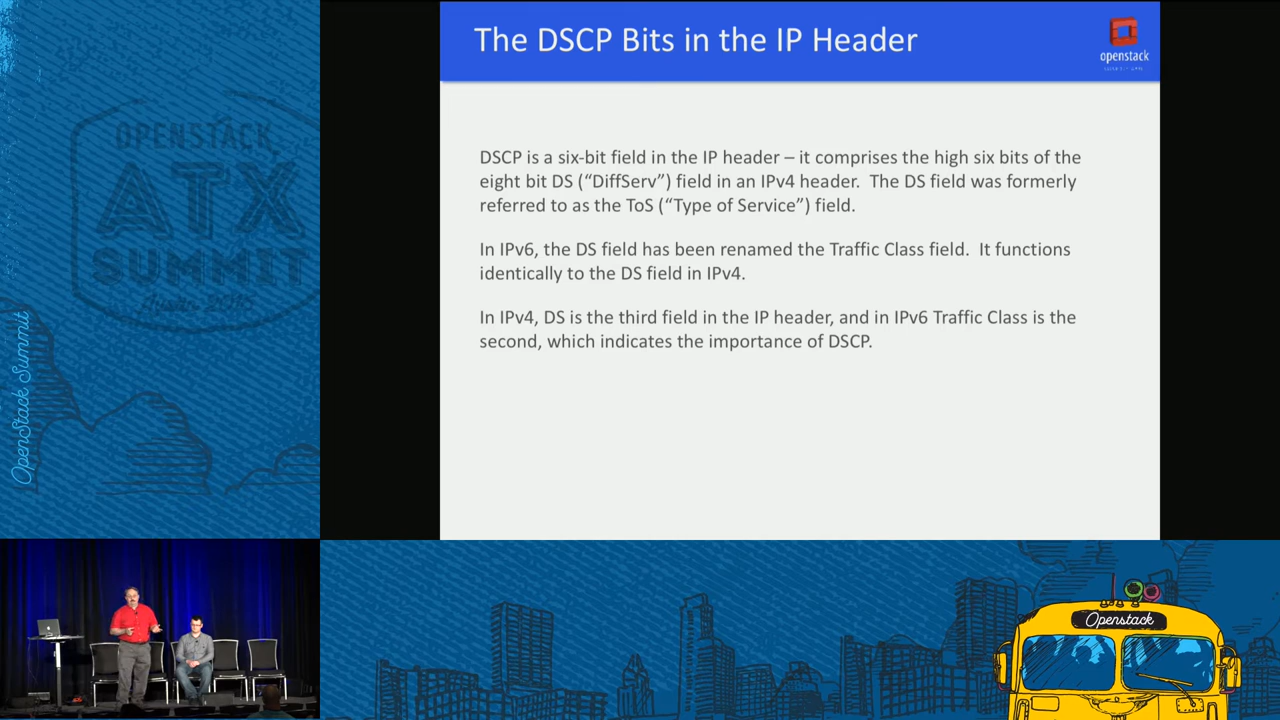 The DSCP Bits in the IP Header
openstack
DSCP is a six-bit field in the IP header – it comprises the high six bits of the
eight bit DS (“DiffServ”) field in an IPv4 header.  The DS field was formerly
referred to as the ToS (“Type of Service”) field.
In IPv6, the DS field has been renamed the Traffic Class field.  It functions
identically to the DS field in IPv4.
In IPv4, DS is the third field in the IP header, and in IPv6 Traffic Class is the
second, which indicates the importance of DSCP.
OPENSTACK
ATX
SUMMIT
OpenStack Summit
Openstack